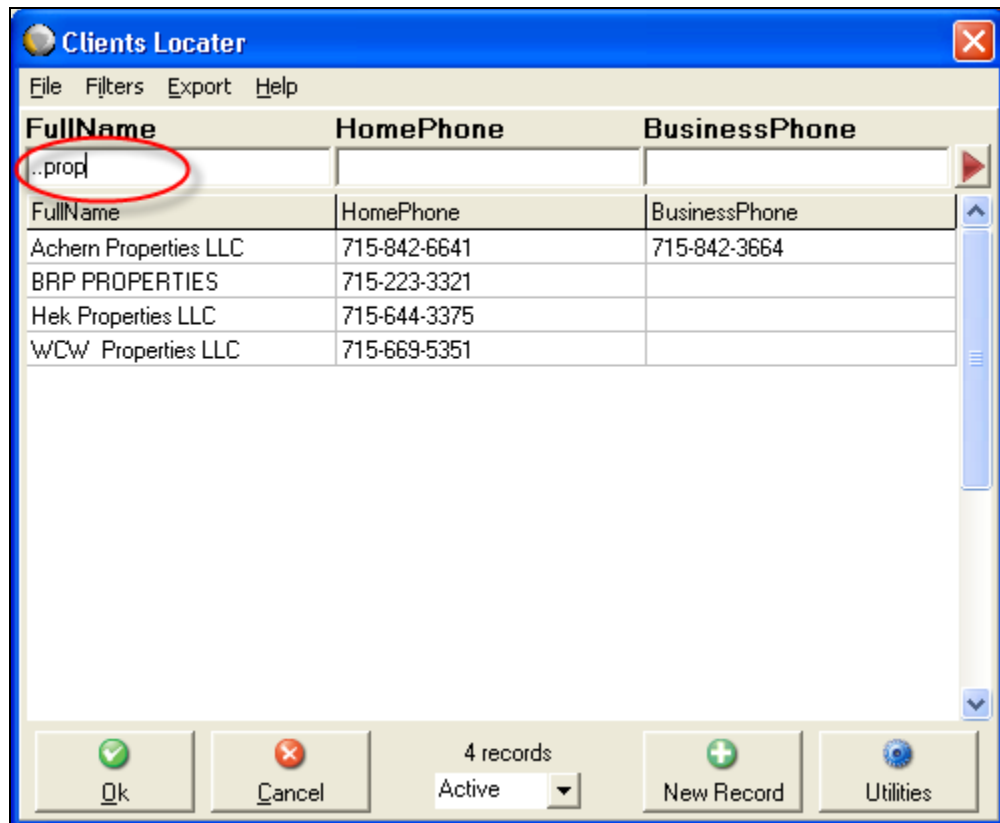 Clients Locater
File Filters Export Help
FullName HomePhone BusinessPhone
..prop
FullName HomePhone BusinessPhone
Achern Properties LLC 715-842-6641 715-842-3664
BRP PROPERTIES 715-223-3321
Hek Properties LLC 715-644-3375
WCW  Properties LLC 715-669-5351
4 records
Ok Cancel Active New Record Utilities